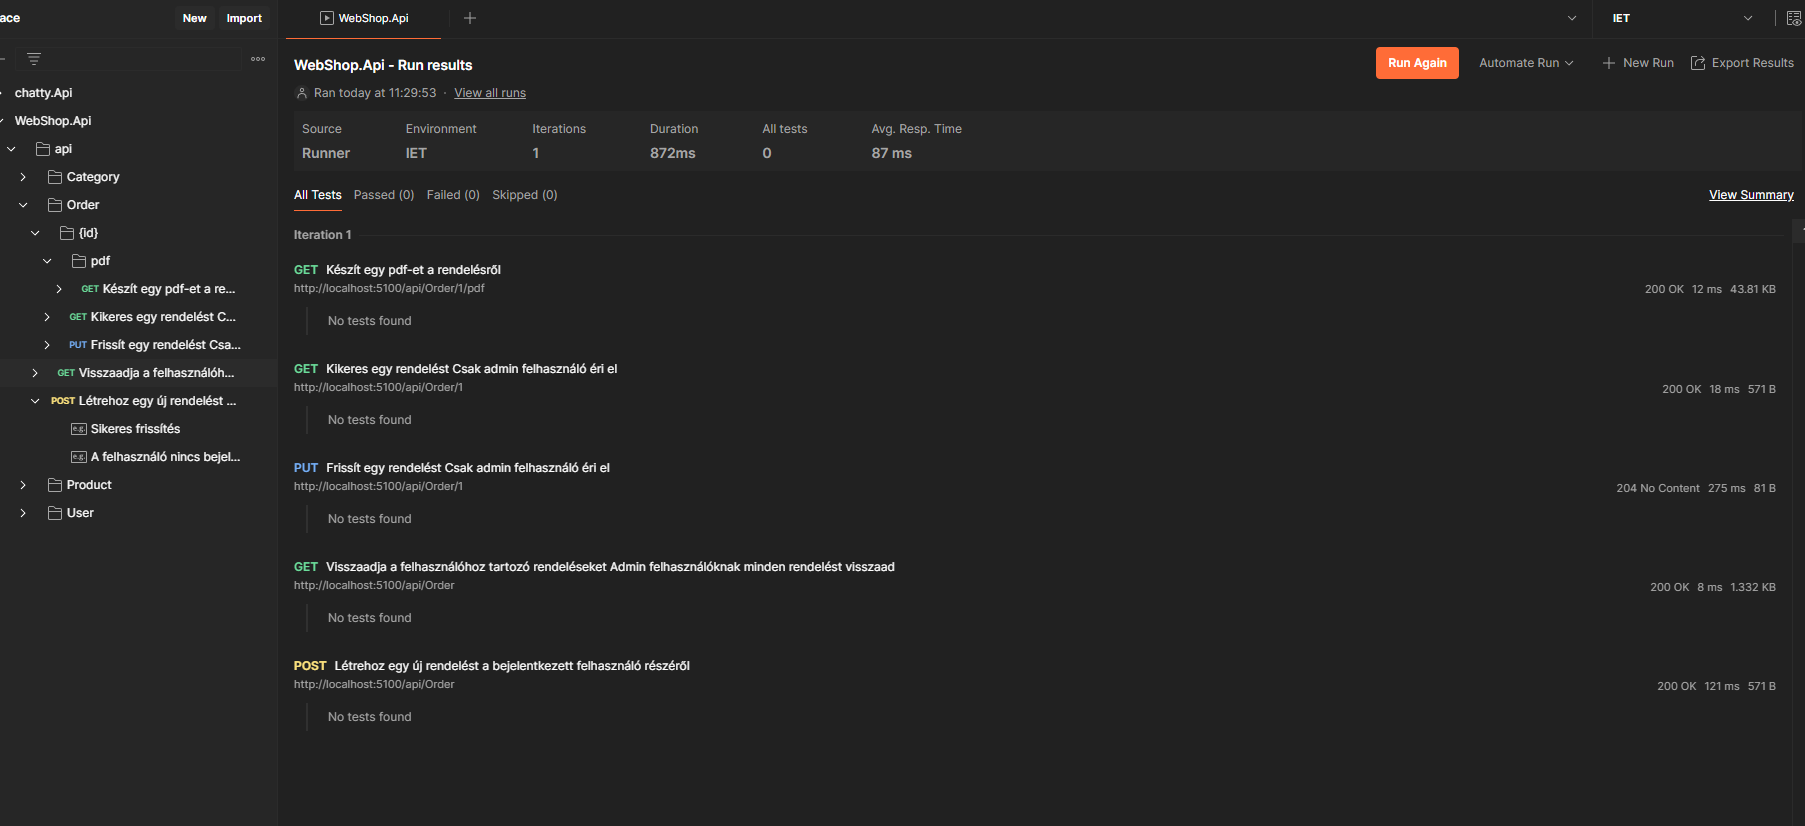 ace
New
Import
WebShop.Api
IET
chatty.Api
WebShop.Api
api
Category
Order
{id}
pdf
GET Készít egy pdf-et a re...
GET Kikeres egy rendelést C...
PUT Frissít egy rendelést Csa...
GET Visszaadja a felhasználóh...
POST Létrehoz egy új rendelést ...
e.g. Sikeres frissítés
e.g. A felhasználó nincs bejel...
Product
User
WebShop.Api - Run results
Run Again
Automate Run
New Run
Export Results
Ran today at 11:29:53 · View all runs
Source Environment Iterations Duration All tests Avg. Resp. Time
Runner IET 1 872ms 0 87 ms
All Tests Passed (0) Failed (0) Skipped (0) View Summary
Iteration 1
GET Készít egy pdf-et a rendelésről
http://localhost:5100/api/Order/1/pdf
200 OK 12 ms 43.81 KB
No tests found
GET Kikeres egy rendelést Csak admin felhasználó éri el
http://localhost:5100/api/Order/1
200 OK 18 ms 571 B
No tests found
PUT Frissít egy rendelést Csak admin felhasználó éri el
http://localhost:5100/api/Order/1
204 No Content 275 ms 81 B
No tests found
GET Visszaadja a felhasználóhoz tartozó rendeléseket Admin felhasználóknak minden rendelést visszaad
http://localhost:5100/api/Order
200 OK 8 ms 1.332 KB
No tests found
POST Létrehoz egy új rendelést a bejelentkezett felhasználó részéről
http://localhost:5100/api/Order
200 OK 121 ms 571 B
No tests found